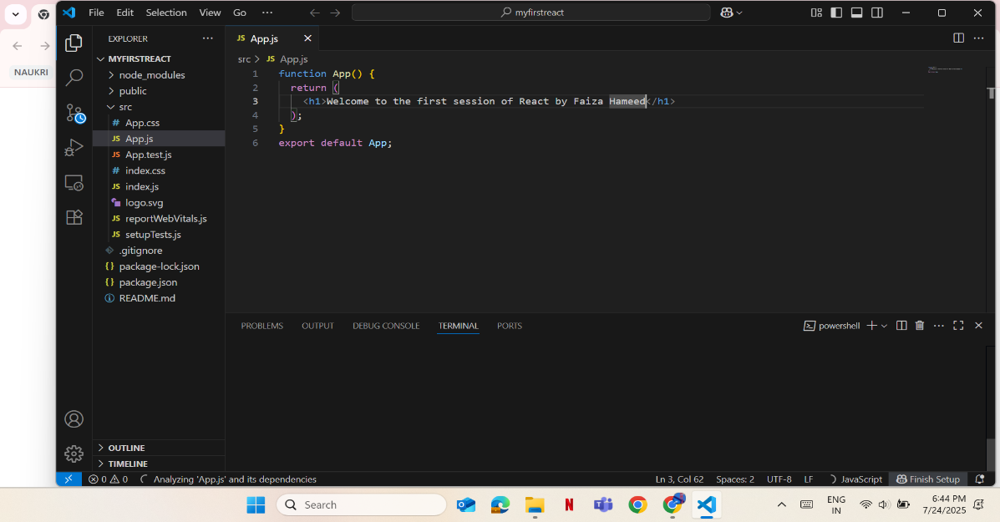 File Edit Selection View Go ··· myfirstreact
NAUKRI
EXPLORER ···
MYFIRSTREACT
node_modules
public
src
# App.css
JS App.js
JS App.test.js
# index.css
JS index.js
logo.svg
JS reportWebVitals.js
JS setupTests.js
.gitignore
{} package-lock.json
{} package.json
README.md
OUTLINE
TIMELINE
JS App.js
src > JS App.js
1 function App() {
2 return (
3 <h1>Welcome to the first session of React by Faiza Hameed</h1>
4 );
5 }
6 export default App;
PROBLEMS OUTPUT DEBUG CONSOLE TERMINAL PORTS powershell
0 0 Analyzing 'App.js' and its dependencies Ln 3, Col 62 Spaces: 2 UTF-8 LF JavaScript Finish Setup
Search ENG 6:44 PM
IN 7/24/2025